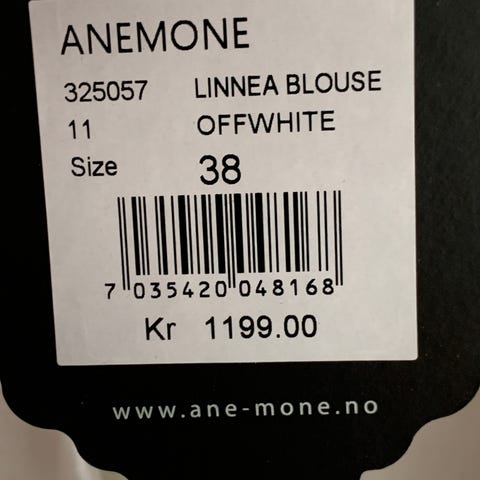 ANEMONE
325057 LINNEA BLOUSE
11 OFFWHITE
Size 38
7 035420 048168
Kr 1199.00
www.ane-mone.no